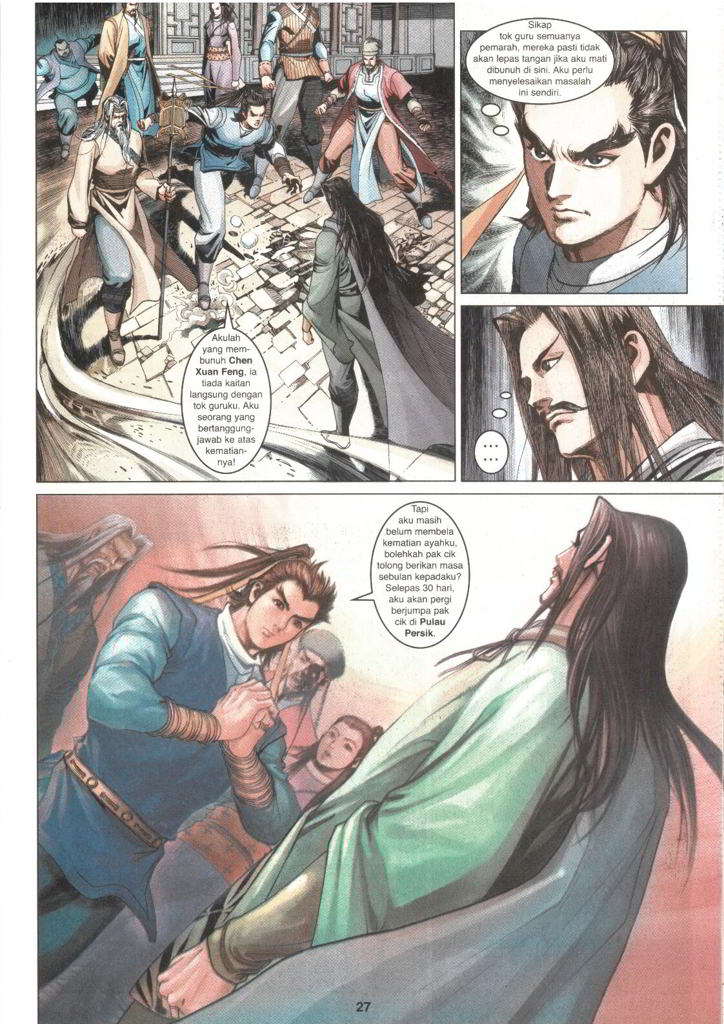 Akulah
yang mem-
bunuh Chen
Xuan Feng, ia
tiada kaitan
langsung dengan
tok guruku. Aku
seorang yang
bertanggung-
jawab ke atas
kematian-
nya!
Sikap
tok guru semuanya
pemarah, mereka pasti tidak
akan lepas tangan jika aku mati
dibunuh di sini. Aku perlu
menyelesaikan masalah
ini sendiri.
...
...
Tapi
aku masih
belum membela
kematian ayahku,
bolehkah pak cik
tolong berikan masa
sebulan kepadaku?
Selepas 30 hari,
aku akan pergi
berjumpa pak
cik di Pulau
Persik.
27